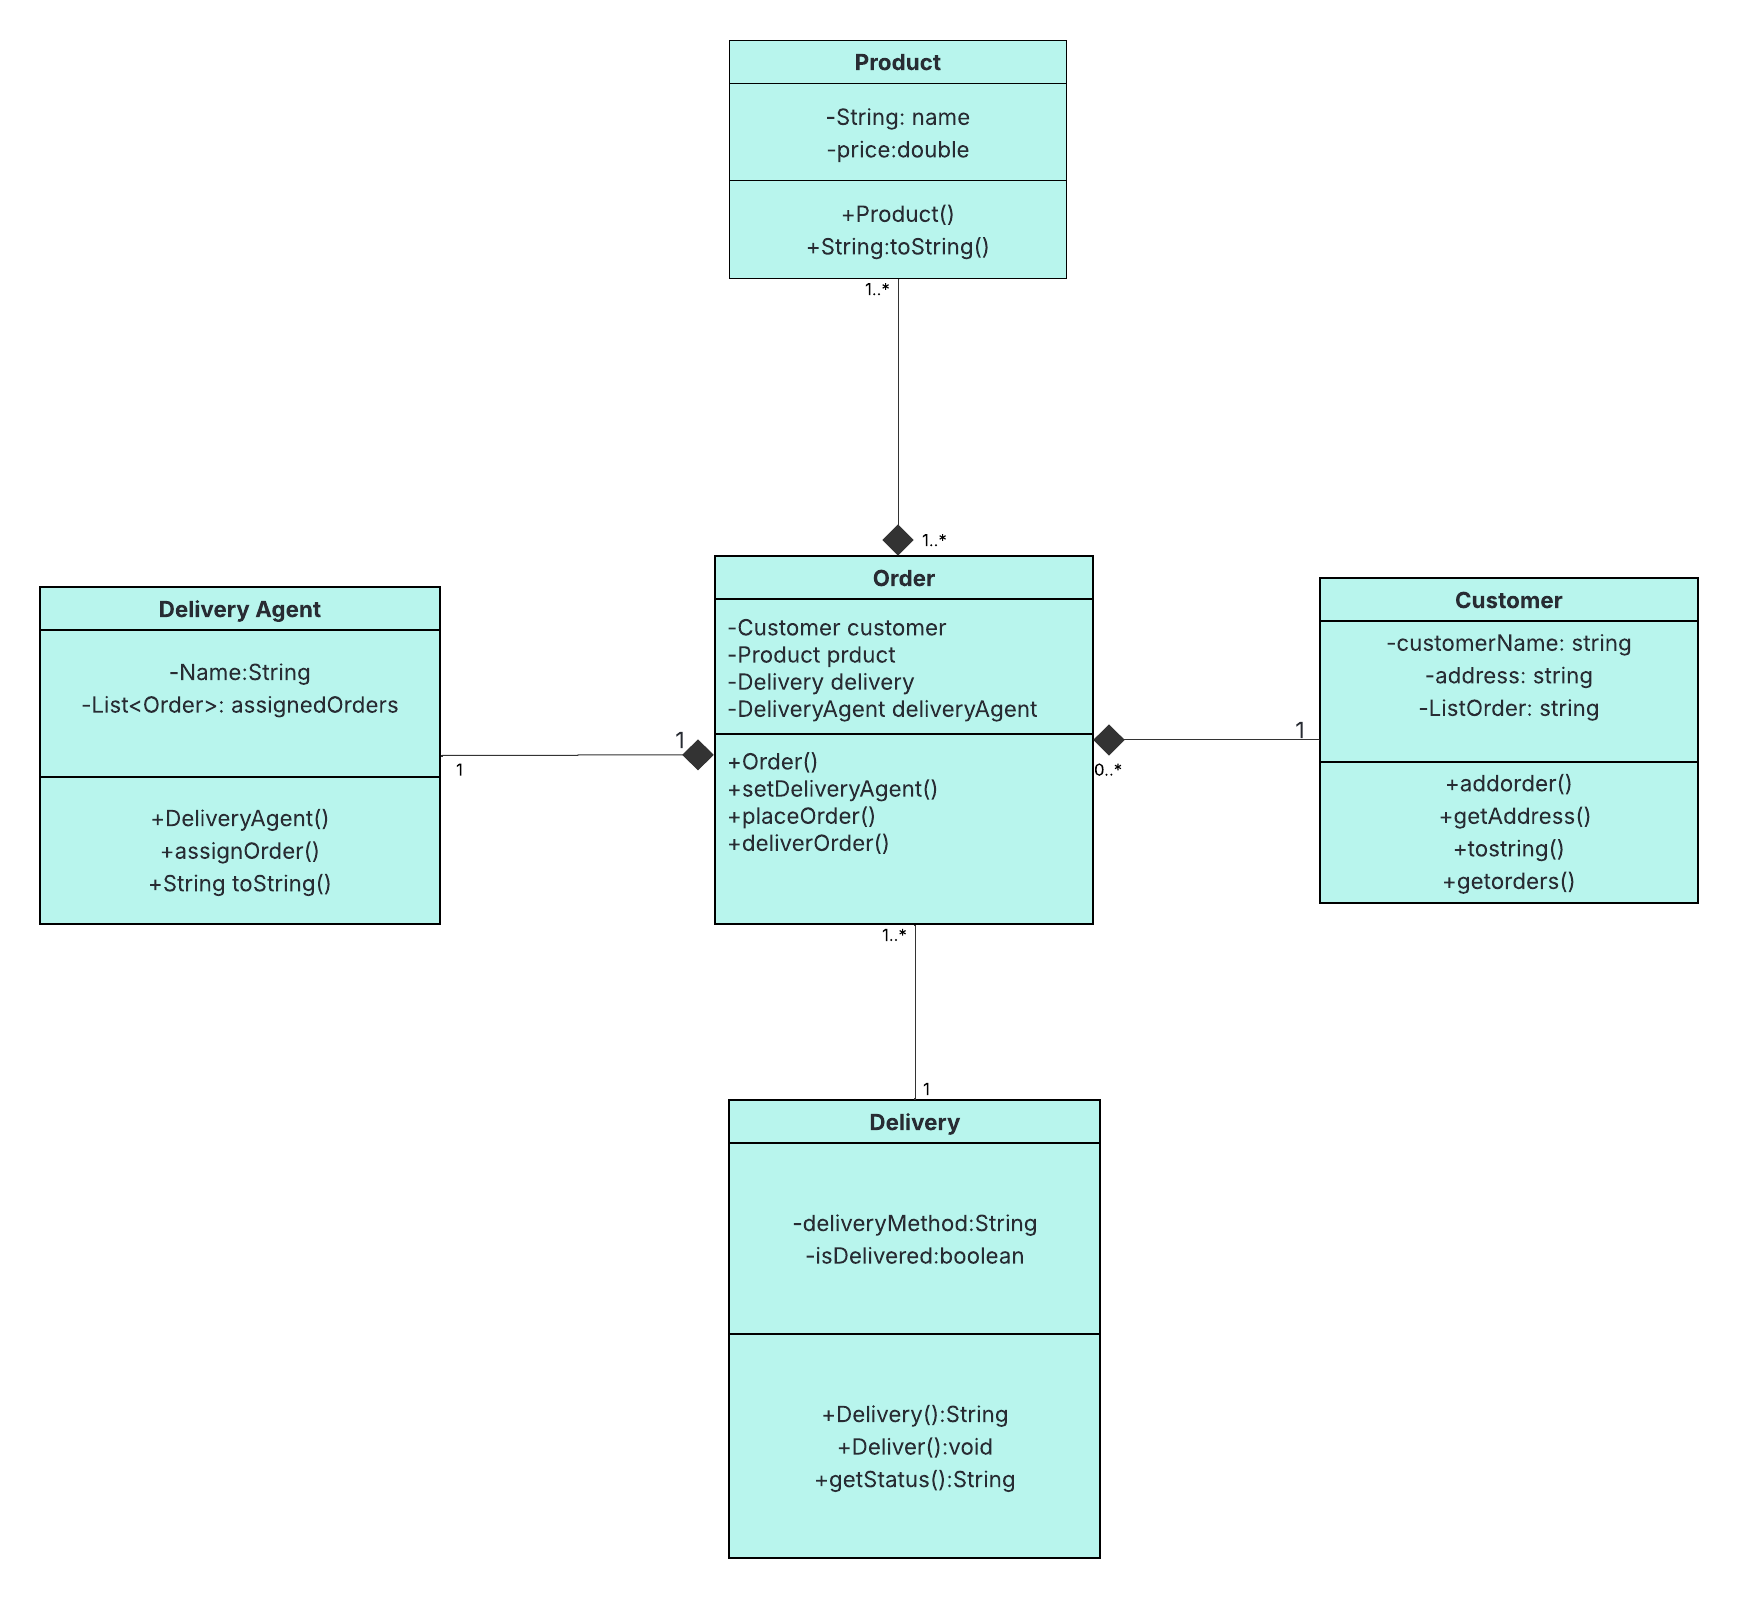 Product
-String: name
-price:double
+Product()
+String:toString()
1..*
1..*
Order
-Customer customer
-Product prduct
-Delivery delivery
-DeliveryAgent deliveryAgent
+Order()
+setDeliveryAgent()
+placeOrder()
+deliverOrder()
Delivery Agent
-Name:String
-List<Order>: assignedOrders
+DeliveryAgent()
+assignOrder()
+String toString()
1
1
Customer
-customerName: string
-address: string
-ListOrder: string
+addorder()
+getAddress()
+tostring()
+getorders()
1
0..*
1..*
1
Delivery
-deliveryMethod:String
-isDelivered:boolean
+Delivery():String
+Deliver():void
+getStatus():String